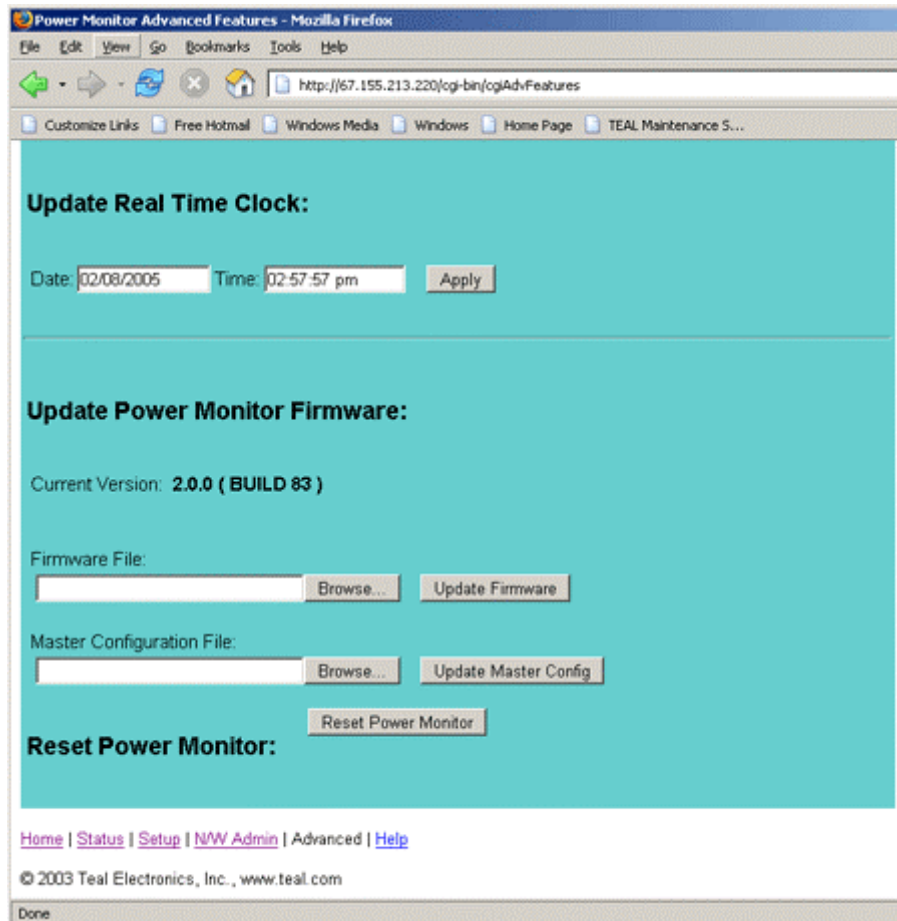 Power Monitor Advanced Features - Mozilla Firefox
File Edit View Go Bookmarks Tools Help
http://67.155.213.220/cgi-bin/cgiAdvFeatures
Customize Links Free Hotmail Windows Media Windows Home Page TEAL Maintenance S...
Update Real Time Clock:
Date: 02/08/2005 Time: 02:57:57 pm Apply
Update Power Monitor Firmware:
Current Version: 2.0.0 ( BUILD 83 )
Firmware File:
Browse... Update Firmware
Master Configuration File:
Browse... Update Master Config
Reset Power Monitor
Reset Power Monitor:
Home | Status | Setup | N/W Admin | Advanced | Help
© 2003 Teal Electronics, Inc., www.teal.com
Done